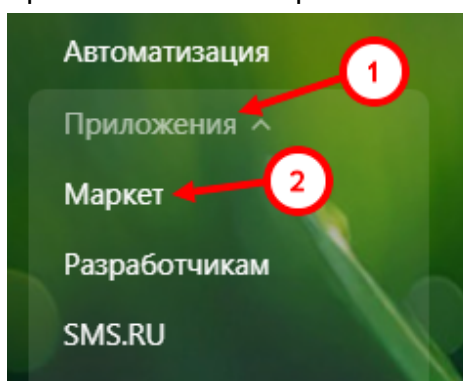 Автоматизация
1
Приложения
2
Маркет
Разработчикам
SMS.RU